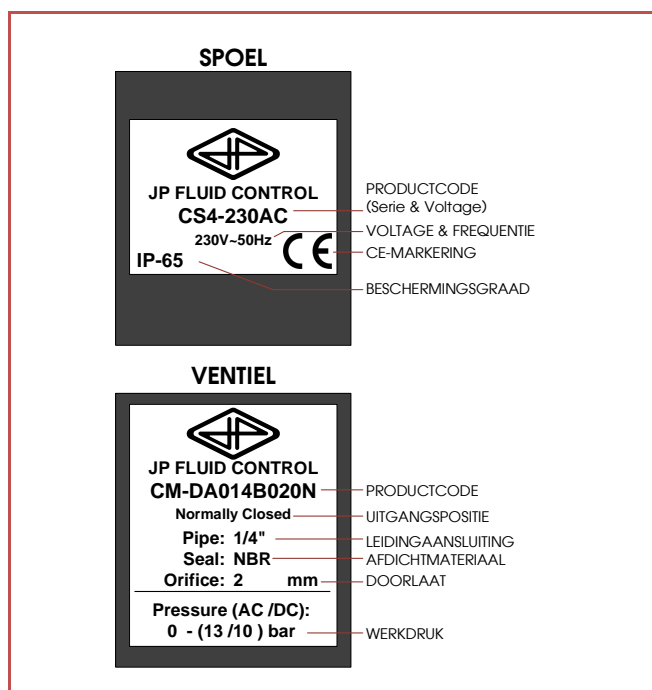 SPOEL
JP FLUID CONTROL
CS4-230AC
230V~50Hz
CE
IP-65
PRODUCTCODE
(Serie & Voltage)
VOLTAGE & FREQUENTIE
CE-MARKERING
BESCHERMINGSGRAAD
VENTIEL
JP FLUID CONTROL
CM-DA014B020N
Normally Closed
Pipe: 1/4"
Seal: NBR
Orifice: 2 mm
Pressure (AC /DC):
0 - (13 /10 ) bar
PRODUCTCODE
UITGANGSPOSITIE
LEIDINGAANSLUITING
AFDICHTMATERIAAL
DOORLAAT
WERKDRUK